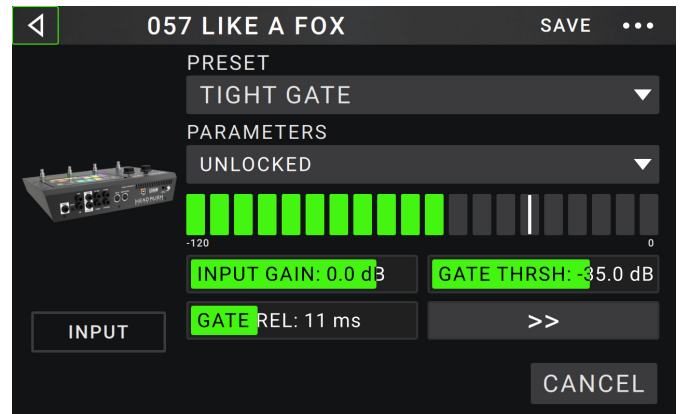 057 LIKE A FOX
SAVE
PRESET
TIGHT GATE
PARAMETERS
UNLOCKED
-120
0
INPUT GAIN: 0.0 dB
GATE THRSH: -35.0 dB
GATE REL: 11 ms
>>
HEADRUSH
INPUT
CANCEL